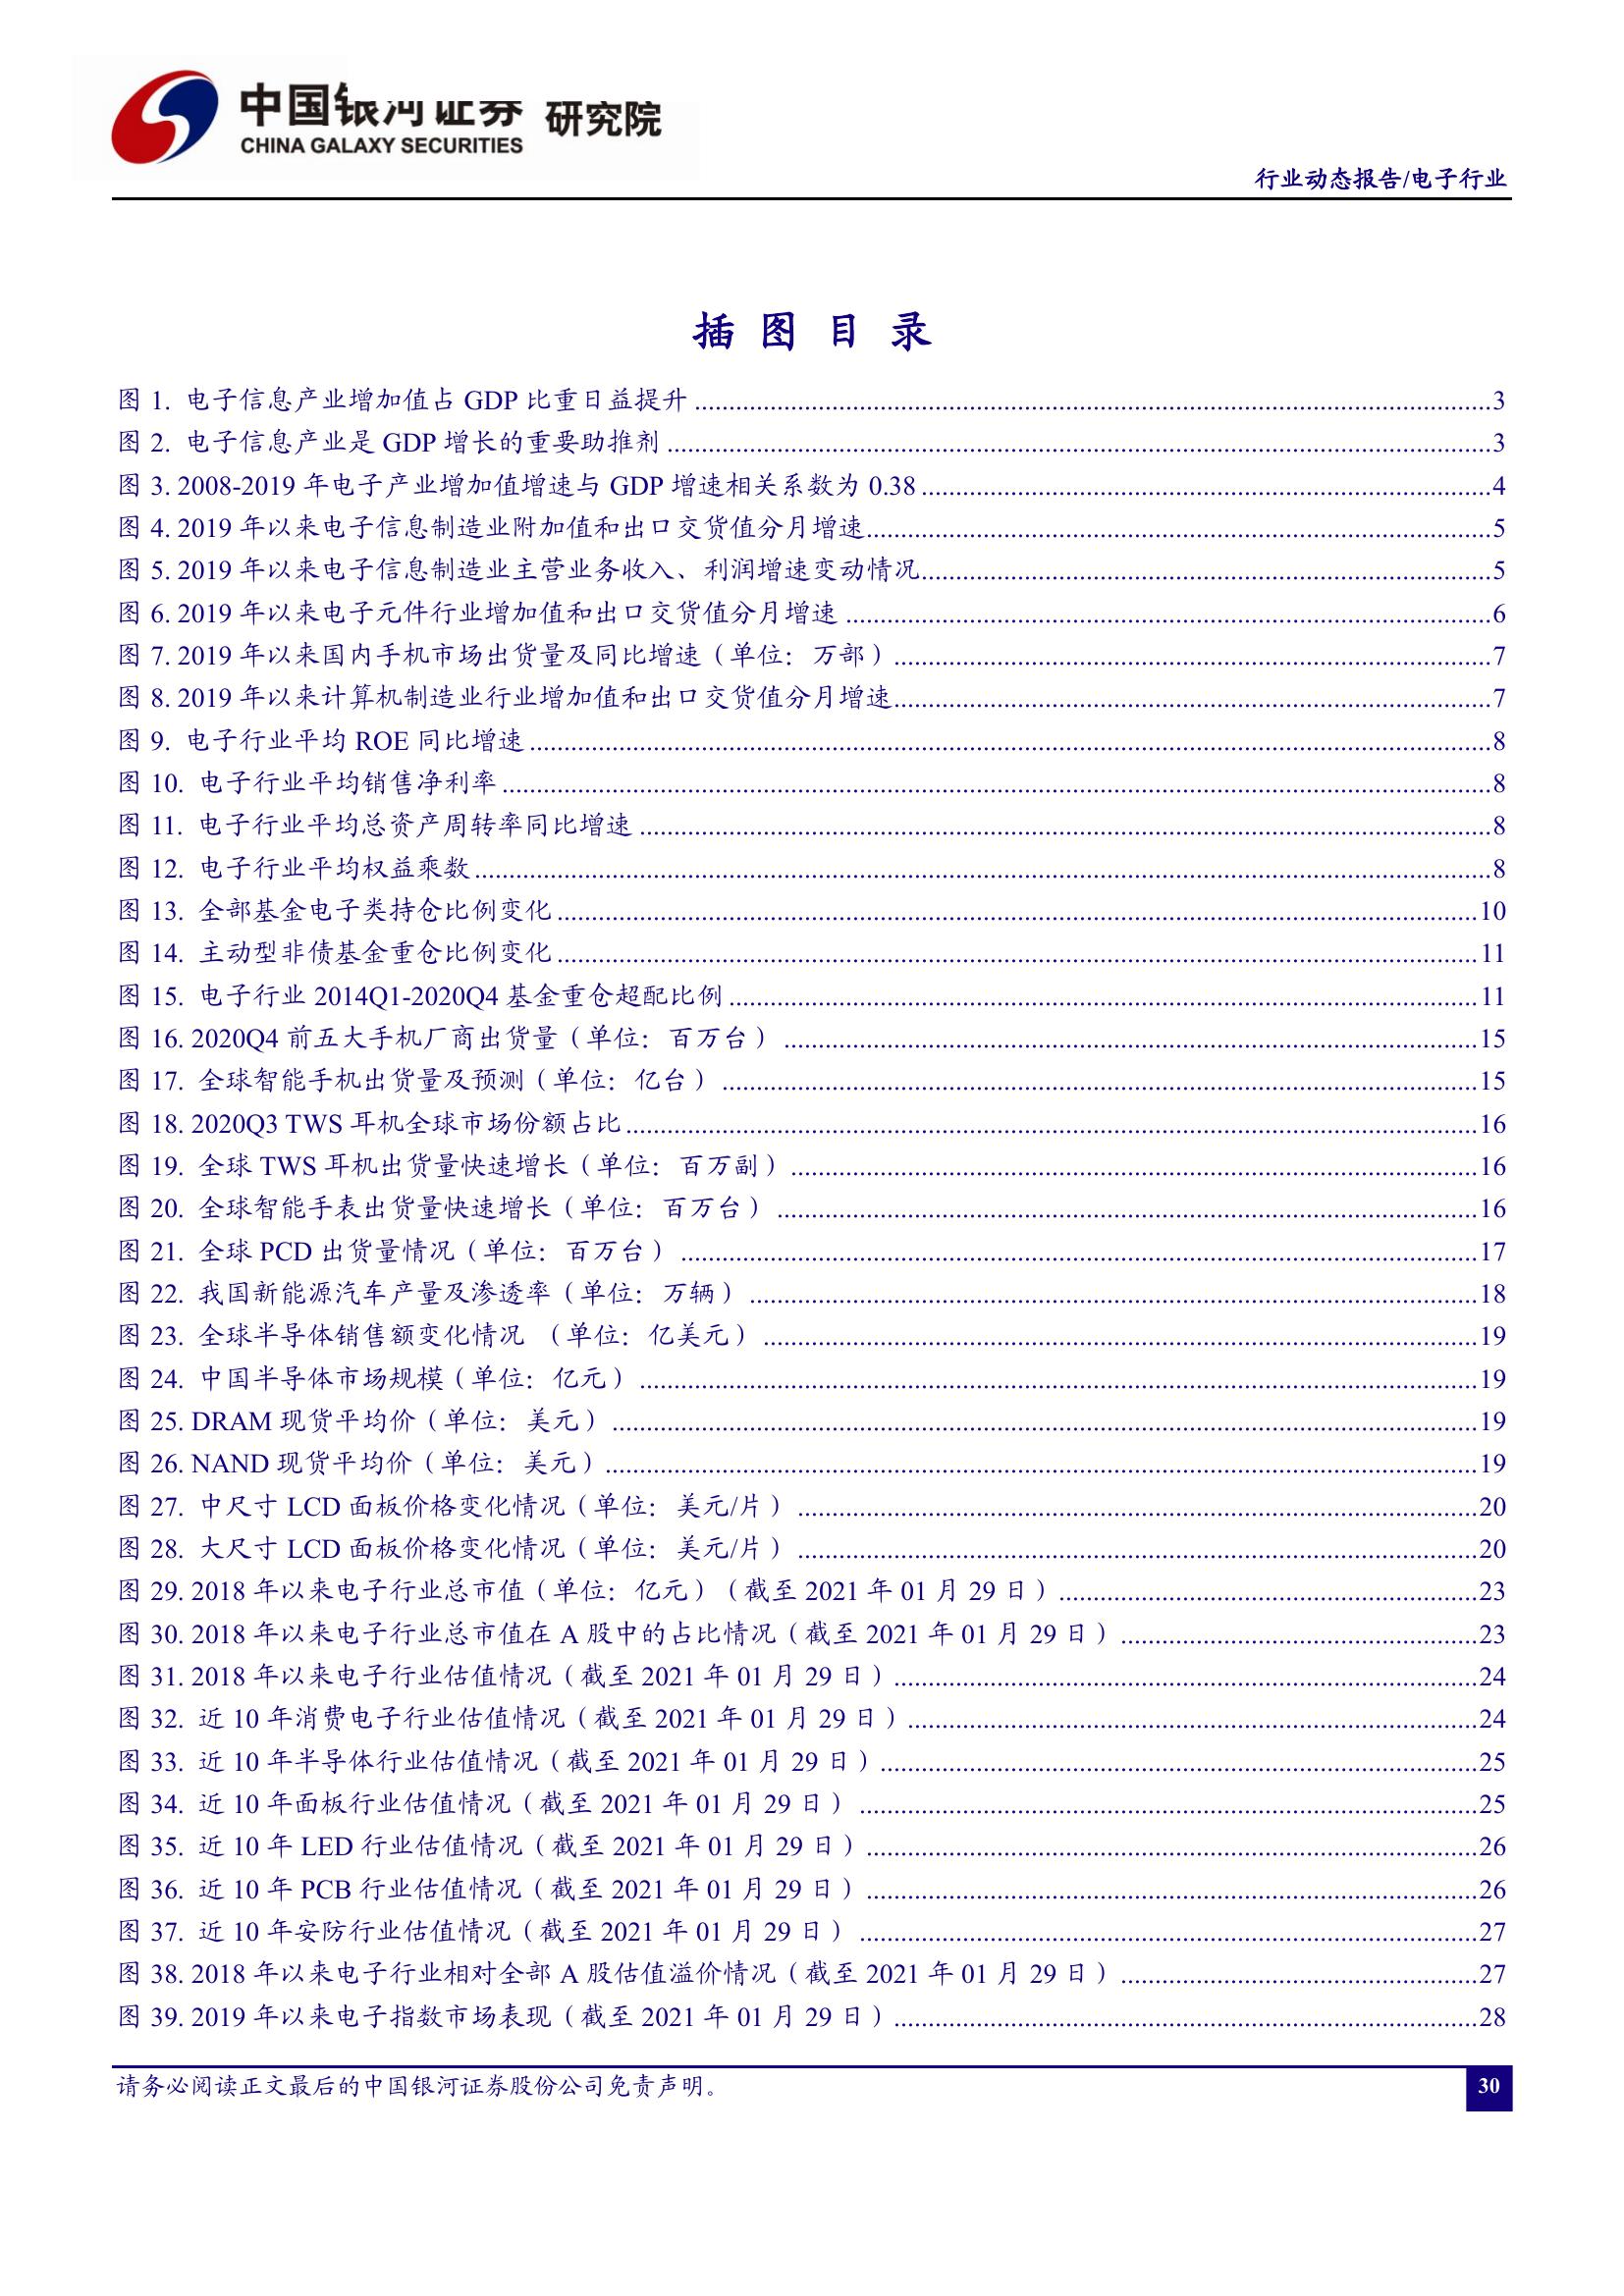 中国银河证券 研究院
CHINA GALAXY SECURITIES
行业动态报告/电子行业
插 图 目 录
图 1. 电子信息产业增加值占 GDP 比重日益提升 3
图 2. 电子信息产业是 GDP 增长的重要助推剂 3
图 3. 2008-2019 年电子产业增加值增速与 GDP 增速相关系数为 0.38 4
图 4. 2019 年以来电子信息制造业附加值和出口交货值分月增速 5
图 5. 2019 年以来电子信息制造业主营业务收入、利润增速变动情况 5
图 6. 2019 年以来电子元件行业增加值和出口交货值分月增速 6
图 7. 2019 年以来国内手机市场出货量及同比增速（单位：万部） 7
图 8. 2019 年以来计算机制造业行业增加值和出口交货值分月增速 7
图 9. 电子行业平均 ROE 同比增速 8
图 10. 电子行业平均销售净利率 8
图 11. 电子行业平均总资产周转率同比增速 8
图 12. 电子行业平均权益乘数 8
图 13. 全部基金电子类持仓比例变化 10
图 14. 主动型非债基金重仓比例变化 11
图 15. 电子行业 2014Q1-2020Q4 基金重仓超配比例 11
图 16. 2020Q4 前五大手机厂商出货量（单位：百万台） 15
图 17. 全球智能手机出货量及预测（单位：亿台） 15
图 18. 2020Q3 TWS 耳机全球市场份额占比 16
图 19. 全球 TWS 耳机出货量快速增长（单位：百万副） 16
图 20. 全球智能手表出货量快速增长（单位：百万台） 16
图 21. 全球 PCD 出货量情况（单位：百万台） 17
图 22. 我国新能源汽车产量及渗透率（单位：万辆） 18
图 23. 全球半导体销售额变化情况 （单位：亿美元） 19
图 24. 中国半导体市场规模（单位：亿元） 19
图 25. DRAM 现货平均价（单位：美元） 19
图 26. NAND 现货平均价（单位：美元） 19
图 27. 中尺寸 LCD 面板价格变化情况（单位：美元/片） 20
图 28. 大尺寸 LCD 面板价格变化情况（单位：美元/片） 20
图 29. 2018 年以来电子行业总市值（单位：亿元）（截至 2021 年 01 月 29 日） 23
图 30. 2018 年以来电子行业总市值在 A 股中的占比情况（截至 2021 年 01 月 29 日） 23
图 31. 2018 年以来电子行业估值情况（截至 2021 年 01 月 29 日） 24
图 32. 近 10 年消费电子行业估值情况（截至 2021 年 01 月 29 日） 24
图 33. 近 10 年半导体行业估值情况（截至 2021 年 01 月 29 日） 25
图 34. 近 10 年面板行业估值情况（截至 2021 年 01 月 29 日） 25
图 35. 近 10 年 LED 行业估值情况（截至 2021 年 01 月 29 日） 26
图 36. 近 10 年 PCB 行业估值情况（截至 2021 年 01 月 29 日） 26
图 37. 近 10 年安防行业估值情况（截至 2021 年 01 月 29 日） 27
图 38. 2018 年以来电子行业相对全部 A 股估值溢价情况（截至 2021 年 01 月 29 日） 27
图 39. 2019 年以来电子指数市场表现（截至 2021 年 01 月 29 日） 28
请务必阅读正文最后的中国银河证券股份公司免责声明。
30